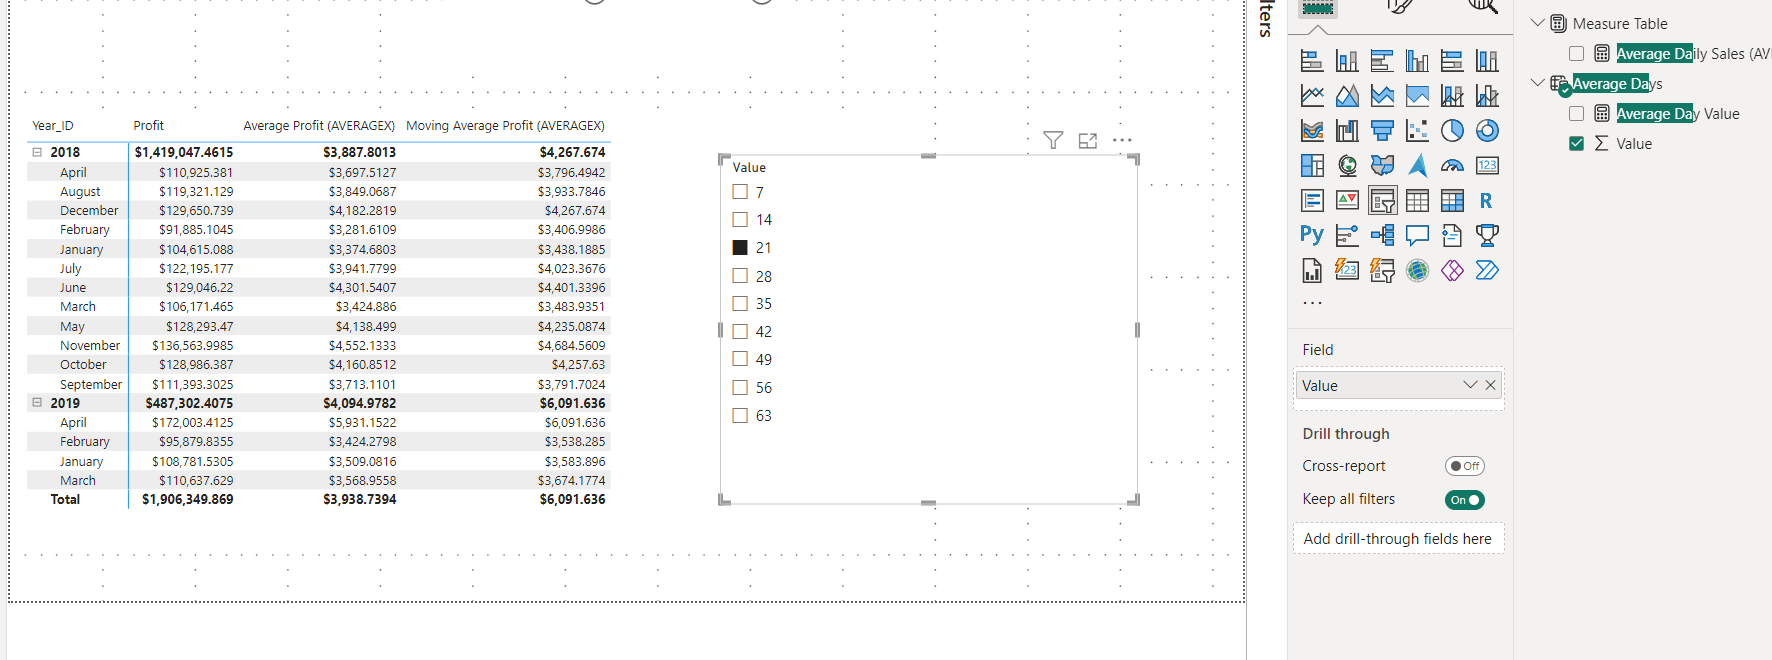 Year_ID Profit Average Profit (AVERAGEX) Moving Average Profit (AVERAGEX)
2018 $1,419,047.4615 $3,887.8013 $4,267.674
April $110,925.381 $3,697.5127 $3,796.4942
August $119,321.129 $3,849.0687 $3,933.7846
December $129,650.739 $4,182.2819 $4,267.674
February $91,885.1045 $3,281.6109 $3,406.9986
January $104,615.088 $3,374.6803 $3,438.1885
July $122,195.177 $3,941.7799 $4,023.3676
June $129,046.22 $4,301.5407 $4,401.3396
March $106,171.465 $3,424.886 $3,483.9351
May $128,293.47 $4,138.499 $4,235.0874
November $136,563.9985 $4,552.1333 $4,684.5609
October $128,986.387 $4,160.8512 $4,257.63
September $111,393.3025 $3,713.1101 $3,791.7024
2019 $487,302.4075 $4,094.9782 $6,091.636
April $172,003.4125 $5,931.1522 $6,091.636
February $95,879.8355 $3,424.2798 $3,538.285
January $108,781.5305 $3,509.0816 $3,583.896
March $110,637.629 $3,568.9558 $3,674.1774
Total $1,906,349.869 $3,938.7394 $6,091.636
Value
7
14
21
28
35
42
49
56
63
lters
123
R
Py
123
...
Field
Value
Drill through
Cross-report Off
Keep all filters On
Add drill-through fields here
Measure Table
Average Daily Sales (AV
Average Days
Average Day Value
Value